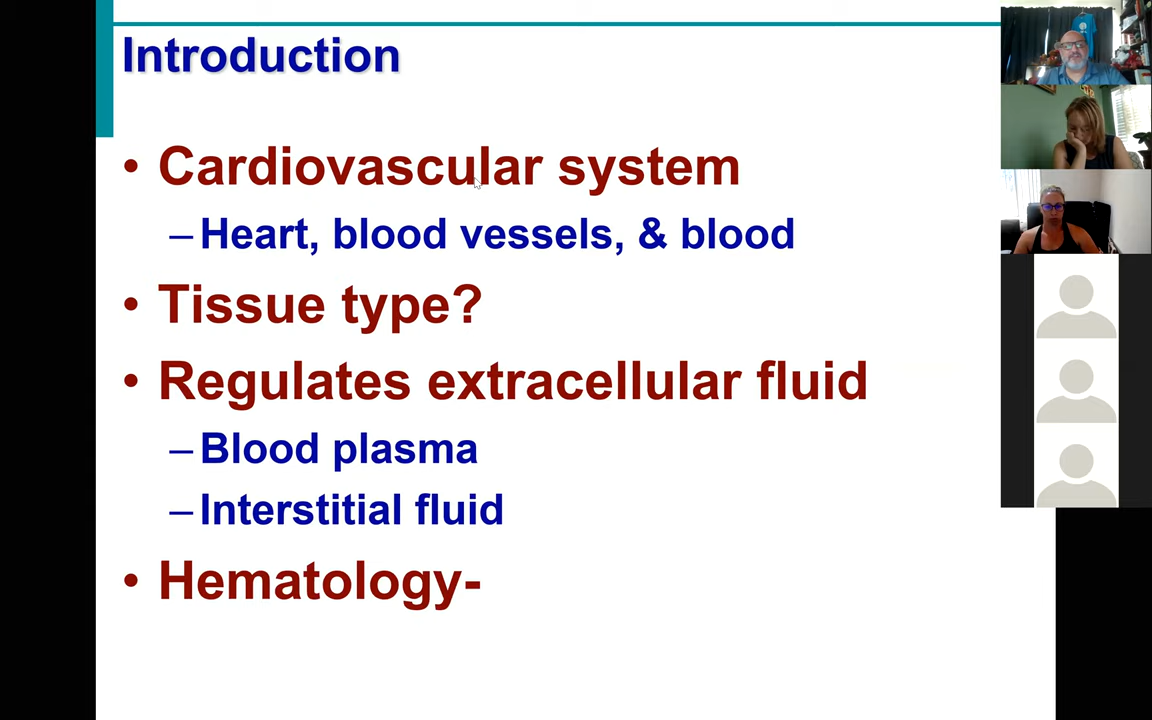 Introduction
• Cardiovascular system
– Heart, blood vessels, & blood
• Tissue type?
• Regulates extracellular fluid
– Blood plasma
– Interstitial fluid
• Hematology-